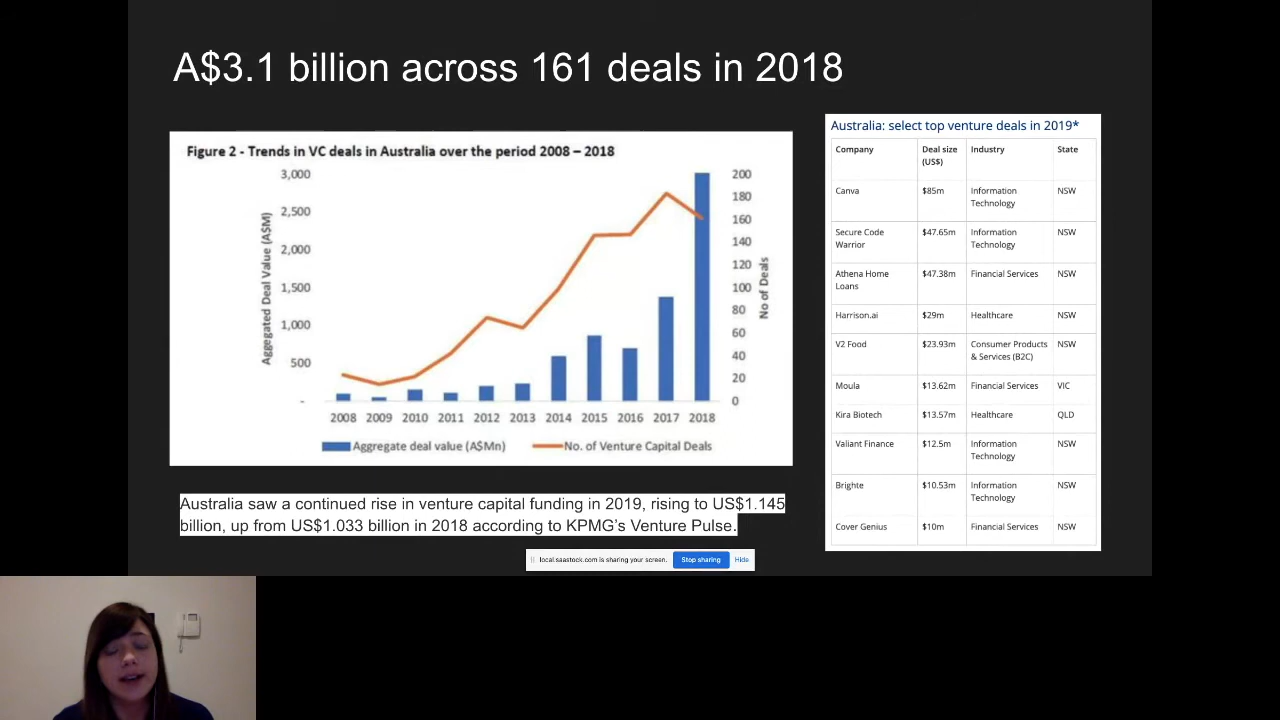 A$3.1 billion across 161 deals in 2018
Figure 2 - Trends in VC deals in Australia over the period 2008 – 2018
Aggregated Deal Value (A$M)
3,000
2,500
2,000
1,500
1,000
500
-
200
180
160
140
120
100
80
60
40
20
0
No of Deals
2008 2009 2010 2011 2012 2013 2014 2015 2016 2017 2018
Aggregate deal value (A$Mn) No. of Venture Capital Deals
Australia saw a continued rise in venture capital funding in 2019, rising to US$1.145
billion, up from US$1.033 billion in 2018 according to KPMG's Venture Pulse.
Australia: select top venture deals in 2019*
Company Deal size Industry State
(US$)
Canva $85m Information NSW
Technology
Secure Code $47.65m Information NSW
Warrior Technology
Athena Home $47.38m Financial Services NSW
Loans
Harrison.ai $29m Healthcare NSW
V2 Food $23.93m Consumer Products NSW
& Services (B2C)
Moula $13.62m Financial Services VIC
Kira Biotech $13.57m Healthcare QLD
Valiant Finance $12.5m Information NSW
Technology
Brighte $10.53m Information NSW
Technology
Cover Genius $10m Financial Services NSW
local.saastock.com is sharing your screen. Stop sharing Hide